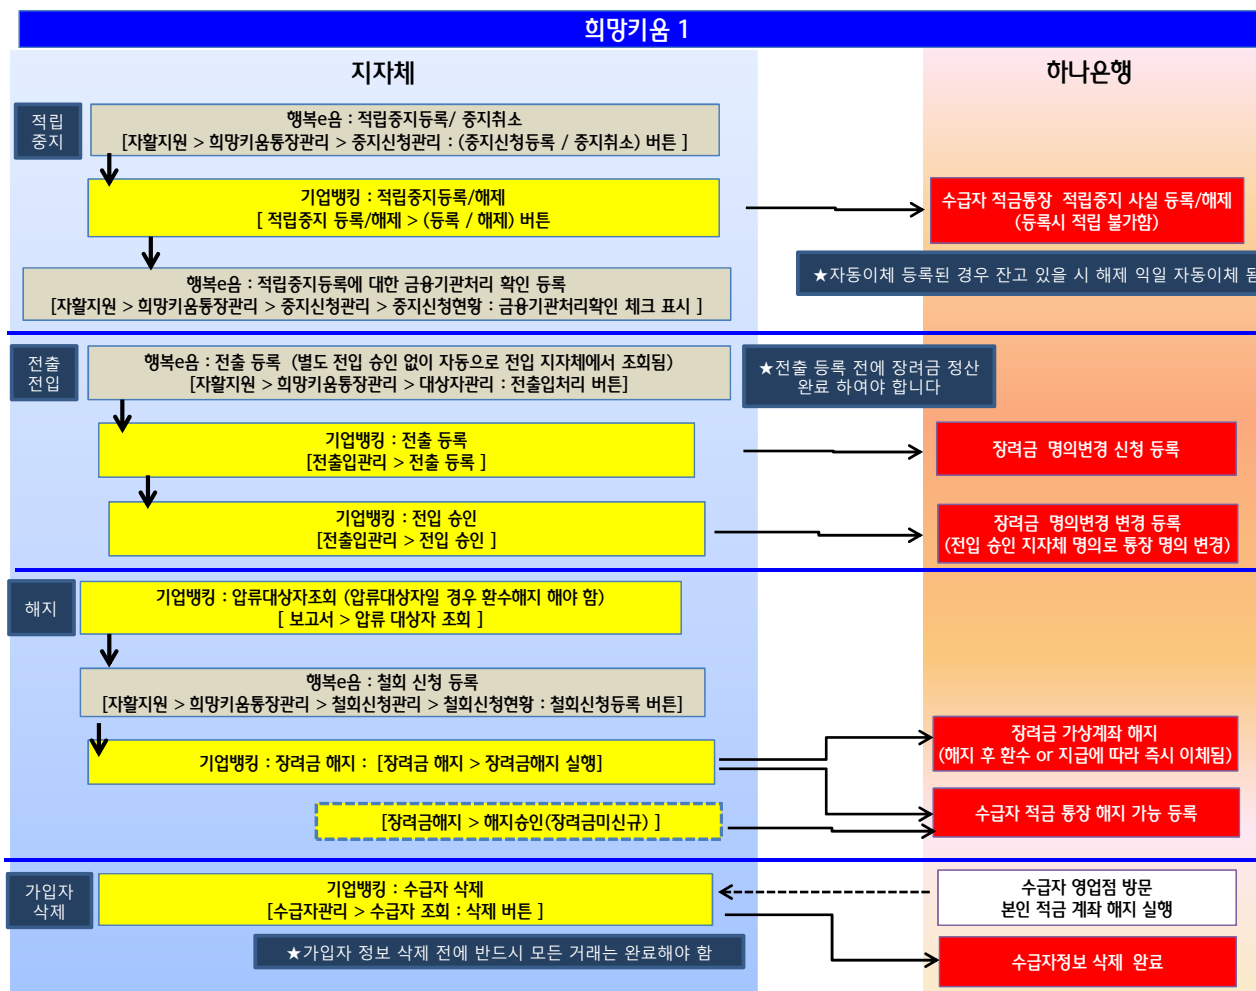 희망키움 1
지자체
하나은행
적립
중지
행복e음 : 적립중지등록/ 중지취소
[자활지원 > 희망키움통장관리 > 중지신청관리 : (중지신청등록 / 중지취소) 버튼 ]
기업뱅킹 : 적립중지등록/해제
[ 적립중지 등록/해제 > (등록 / 해제) 버튼
수급자 적금통장 적립중지 사실 등록/해제
(등록시 적립 불가함)
★자동이체 등록된 경우 잔고 있을 시 해제 익일 자동이체 됨
행복e음 : 적립중지등록에 대한 금융기관처리 확인 등록
[자활지원 > 희망키움통장관리 > 중지신청관리 > 중지신청현황 : 금융기관처리확인 체크 표시 ]
전출
전입
행복e음 : 전출 등록 (별도 전입 승인 없이 자동으로 전입 지자체에서 조회됨)
[자활지원 > 희망키움통장관리 > 대상자관리 : 전출입처리 버튼]
★전출 등록 전에 장려금 정산
완료 하여야 합니다
기업뱅킹 : 전출 등록
[전출입관리 > 전출 등록 ]
장려금 명의변경 신청 등록
기업뱅킹 : 전입 승인
[전출입관리 > 전입 승인 ]
장려금 명의변경 변경 등록
(전입 승인 지자체 명의로 통장 명의 변경)
해지
기업뱅킹 : 압류대상자조회 (압류대상자일 경우 환수해지 해야 함)
[ 보고서 > 압류 대상자 조회 ]
행복e음 : 철회 신청 등록
[자활지원 > 희망키움통장관리 > 철회신청관리 > 철회신청현황 : 철회신청등록 버튼]
기업뱅킹 : 장려금 해지 : [장려금 해지 > 장려금해지 실행]
장려금 가상계좌 해지
(해지 후 환수 or 지급에 따라 즉시 이체됨)
[장려금해지 > 해지승인(장려금미신규) ]
수급자 적금 통장 해지 가능 등록
가입자
삭제
기업뱅킹 : 수급자 삭제
[수급자관리 > 수급자 조회 : 삭제 버튼 ]
수급자 영업점 방문
본인 적금 계좌 해지 실행
★가입자 정보 삭제 전에 반드시 모든 거래는 완료해야 함
수급자정보 삭제 완료